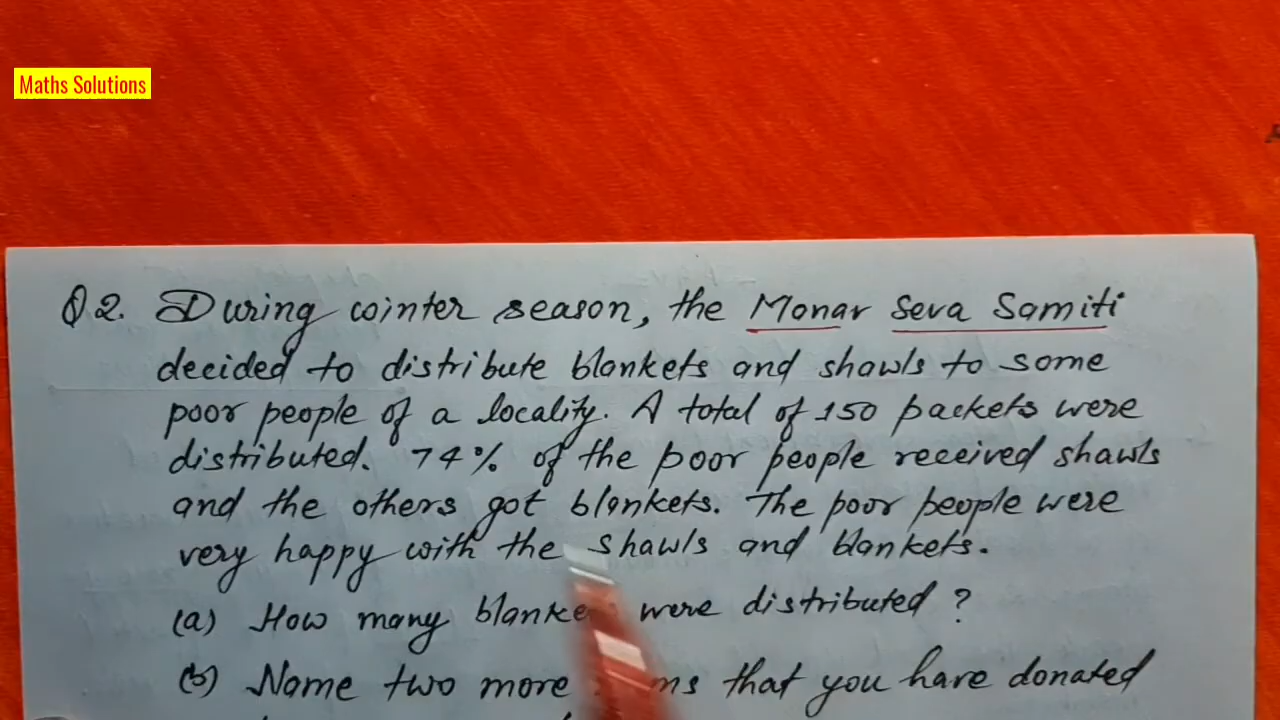 Maths Solutions
Q2. During winter season, the Manar Seva Samiti
decided to distribute blankets and shawls to some
poor people of a locality. A total of 150 packets were
distributed. 74% of the poor people received shawls
and the others got blankets. The poor people were
very happy with the shawls and blankets.
(a) How many were distributed ?
(b) Name two more that you have donated